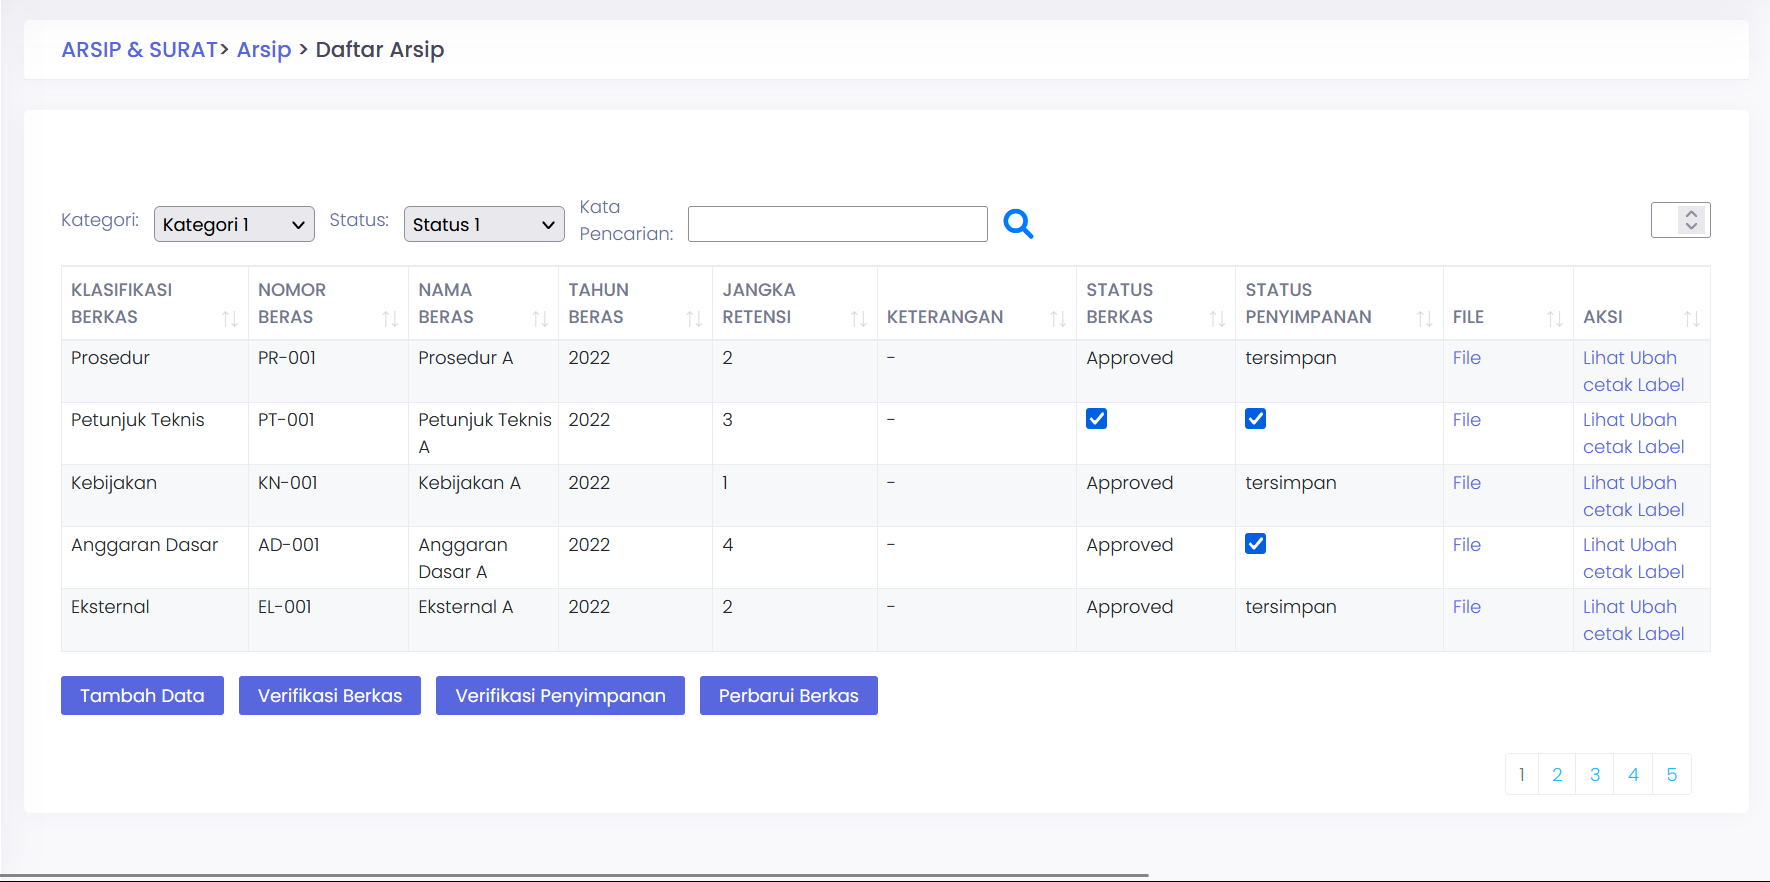 ARSIP & SURAT> Arsip > Daftar Arsip
Kategori: Kategori 1 Status: Status 1 Kata Pencarian:
KLASIFIKASI BERKAS NOMOR BERAS NAMA BERAS TAHUN BERAS JANGKA RETENSI KETERANGAN STATUS BERKAS STATUS PENYIMPANAN FILE AKSI
Prosedur PR-001 Prosedur A 2022 2 - Approved tersimpan File Lihat Ubah cetak Label
Petunjuk Teknis PT-001 Petunjuk Teknis A 2022 3 - File Lihat Ubah cetak Label
Kebijakan KN-001 Kebijakan A 2022 1 - Approved tersimpan File Lihat Ubah cetak Label
Anggaran Dasar AD-001 Anggaran Dasar A 2022 4 - Approved File Lihat Ubah cetak Label
Eksternal EL-001 Eksternal A 2022 2 - Approved tersimpan File Lihat Ubah cetak Label
Tambah Data Verifikasi Berkas Verifikasi Penyimpanan Perbarui Berkas
1 2 3 4 5